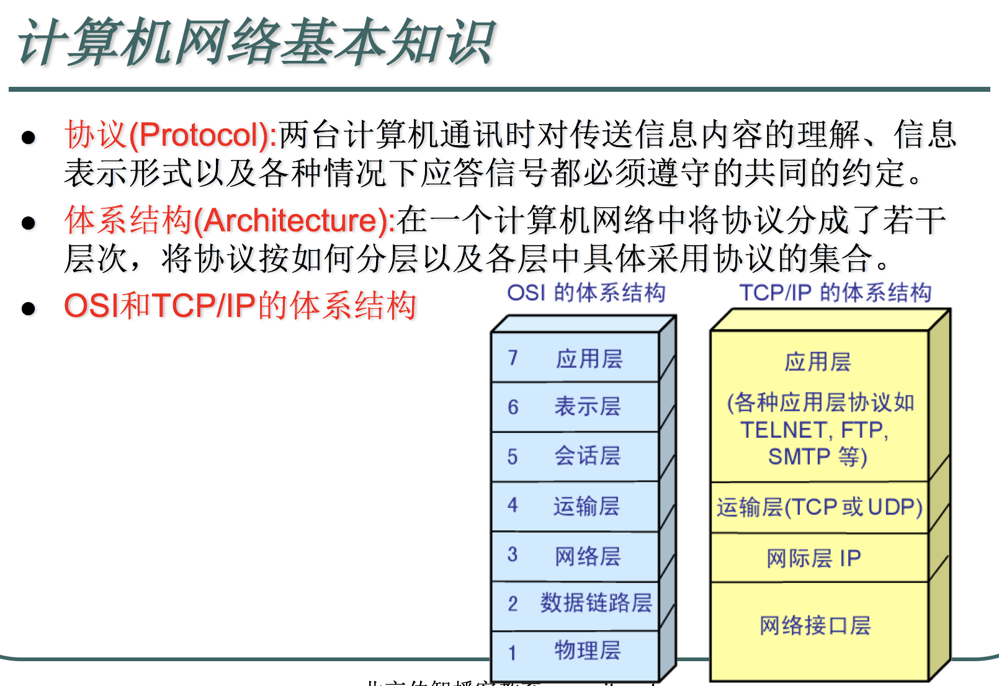 计算机网络基本知识
协议(Protocol):两台计算机通讯时对传送信息内容的理解、信息
表示形式以及各种情况下应答信号都必须遵守的共同的约定。
体系结构(Architecture):在一个计算机网络中将协议分成了若干
层次，将协议按如何分层以及各层中具体采用协议的集合。
OSI和TCP/IP的体系结构
OSI 的体系结构
7 应用层
6 表示层
5 会话层
4 运输层
3 网络层
2 数据链路层
1 物理层
TCP/IP 的体系结构
应用层
(各种应用层协议如
TELNET, FTP,
SMTP 等)
运输层(TCP或UDP)
网际层 IP
网络接口层